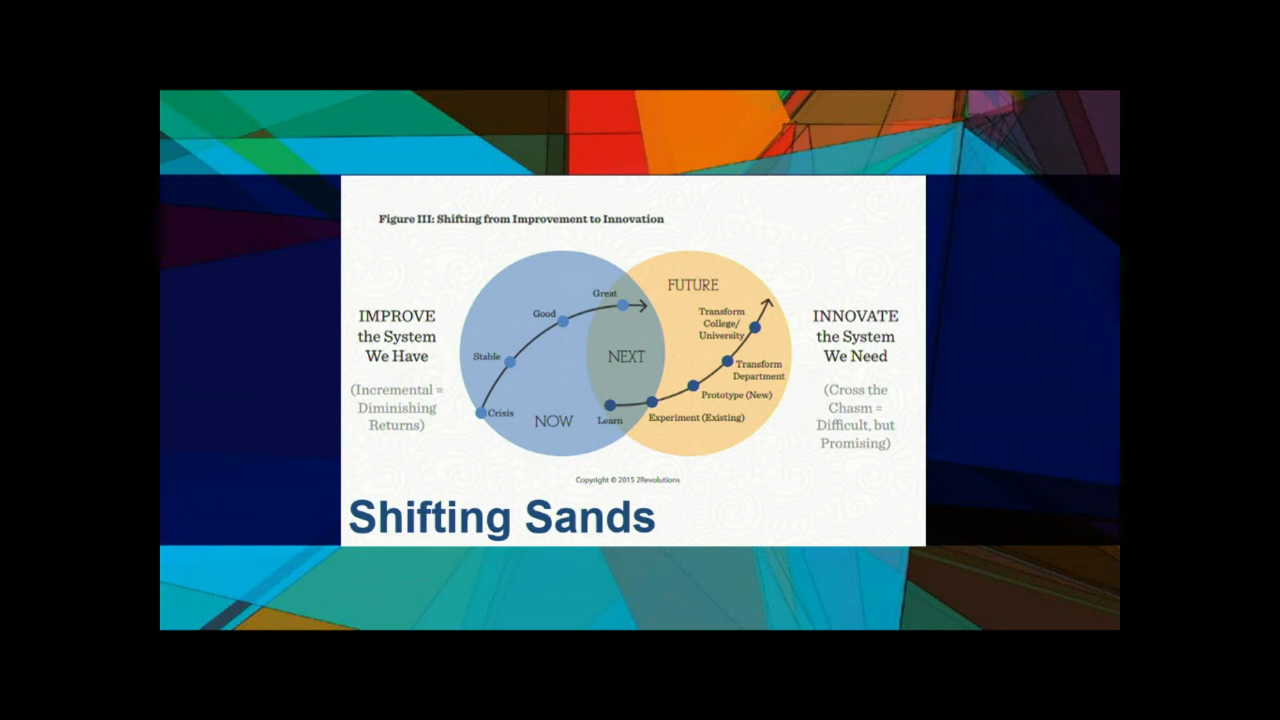 Figure III: Shifting from Improvement to Innovation
IMPROVE
the System
We Have
(Incremental =
Diminishing
Returns)
Great
Good
Stable
Crisis
NOW
NEXT
FUTURE
Learn
Experiment (Existing)
Prototype (New)
Transform
Department
Transform
College/
University
INNOVATE
the System
We Need
(Cross the
Chasm =
Difficult, but
Promising)
Copyright © 2015 2Revolutions
Shifting Sands